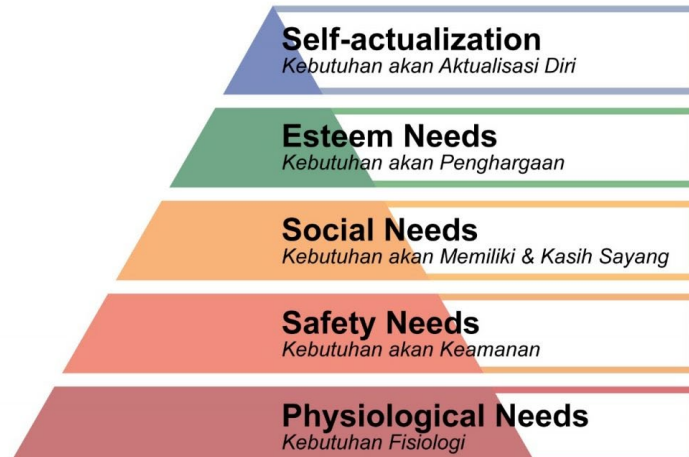 Self-actualization
Kebutuhan akan Aktualisasi Diri
Esteem Needs
Kebutuhan akan Penghargaan
Social Needs
Kebutuhan akan Memiliki & Kasih Sayang
Safety Needs
Kebutuhan akan Keamanan
Physiological Needs
Kebutuhan Fisiologi